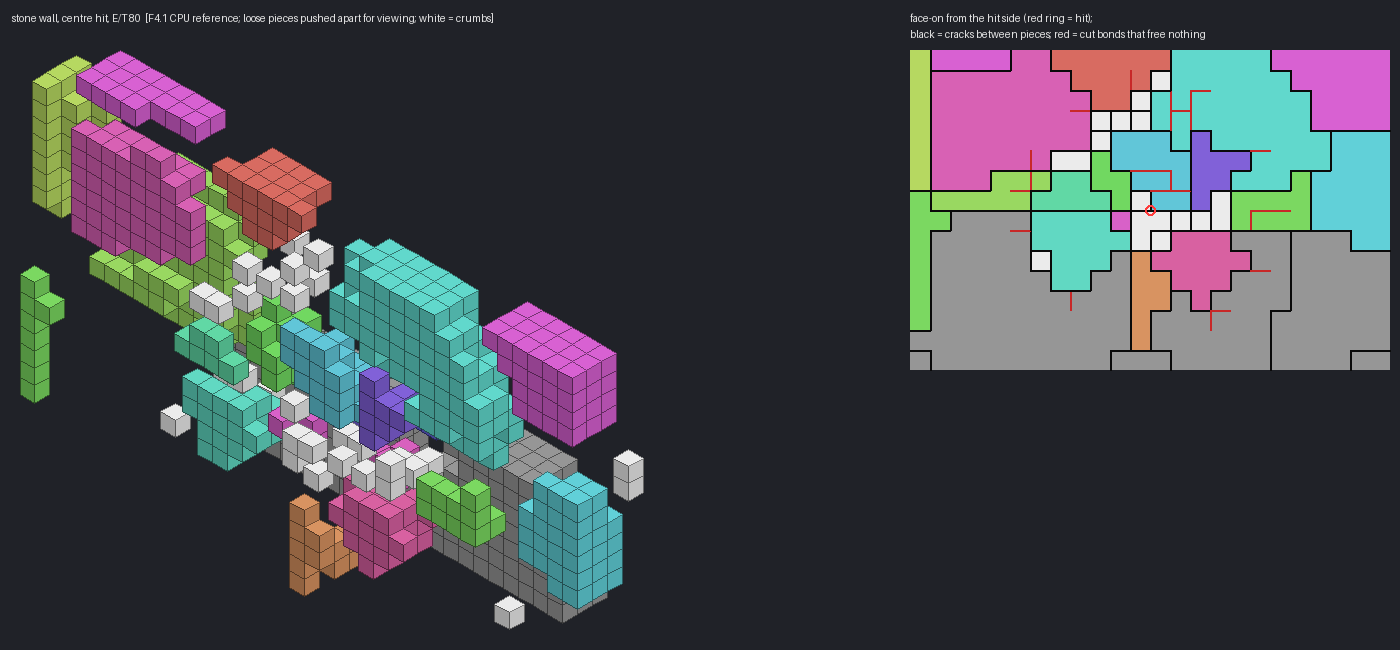 stone wall, centre hit, E/T80  [F4.1 CPU reference; loose pieces pushed apart for viewing; white = crumbs]
face-on from the hit side (red ring = hit);
black = cracks between pieces; red = cut bonds that free nothing